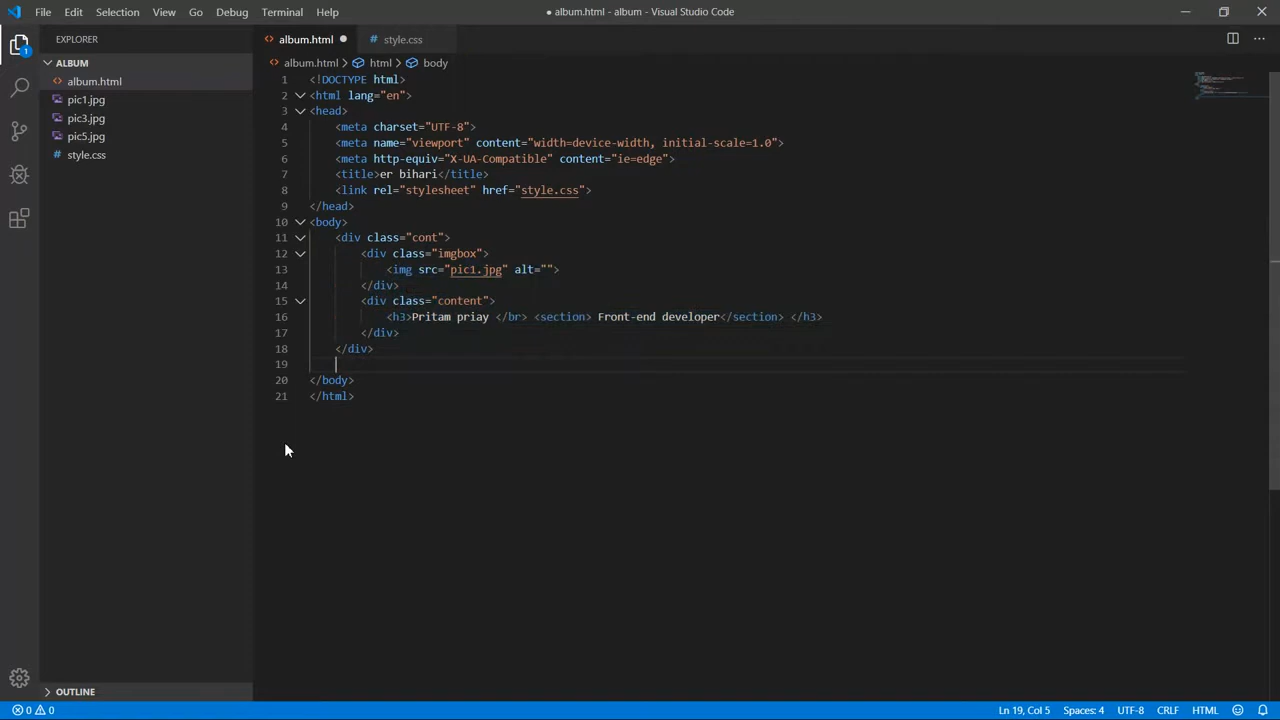 File Edit Selection View Go Debug Terminal Help
● album.html - album - Visual Studio Code
EXPLORER
ALBUM
album.html
pic1.jpg
pic3.jpg
pic5.jpg
style.css
OUTLINE
1
album.html ● style.css
album.html > html > body
1 <!DOCTYPE html>
2 <html lang="en">
3 <head>
4 <meta charset="UTF-8">
5 <meta name="viewport" content="width=device-width, initial-scale=1.0">
6 <meta http-equiv="X-UA-Compatible" content="ie=edge">
7 <title>er bihari</title>
8 <link rel="stylesheet" href="style.css">
9 </head>
10 <body>
11 <div class="cont">
12 <div class="imgbox">
13 <img src="pic1.jpg" alt="">
14 </div>
15 <div class="content">
16 <h3>Pritam priay </br> <section> Front-end developer</section> </h3>
17 </div>
18 </div>
19
20 </body>
21 </html>
0 0
Ln 19, Col 5 Spaces: 4 UTF-8 CRLF HTML